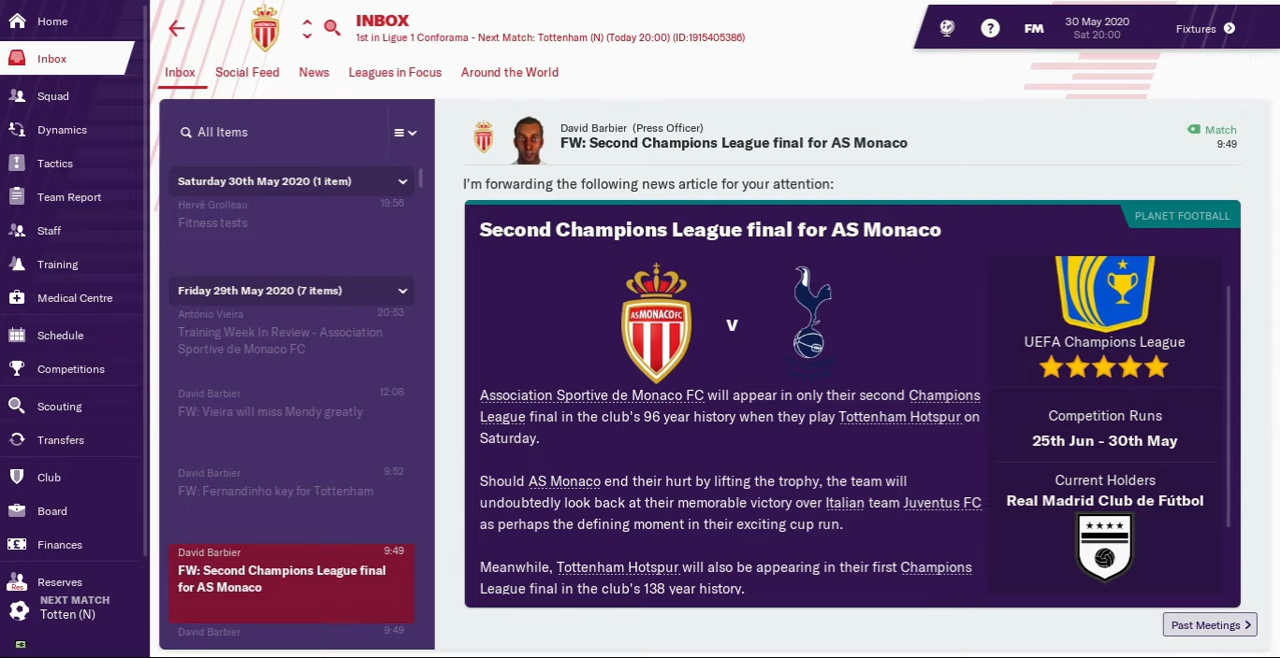 Home
Inbox
Squad
Dynamics
Tactics
Team Report
Staff
Training
Medical Centre
Schedule
Competitions
Scouting
Transfers
Club
Board
Finances
Res
Reserves
NEXT MATCH
Totten (N)
INBOX
1st in Ligue 1 Conforama - Next Match: Tottenham (N) (Today 20:00) (ID:1915405386)
FM
30 May 2020
Sat 20:00
Fixtures
Inbox Social Feed News Leagues in Focus Around the World
All Items
Saturday 30th May 2020 (1 item)
Hervé Grolleau 19:56
Fitness tests
Friday 29th May 2020 (7 items)
António Vieira 20:53
Training Week In Review - Association
Sportive de Monaco FC
David Barbier 12:08
FW: Vieira will miss Mendy greatly
David Barbier 9:52
FW: Fernandinho key for Tottenham
David Barbier 9:49
FW: Second Champions League final
for AS Monaco
David Barbier 9:49
David Barbier (Press Officer)
FW: Second Champions League final for AS Monaco
Match
9:49
I'm forwarding the following news article for your attention:
PLANET FOOTBALL
Second Champions League final for AS Monaco
AS MONACO FC
v
Association Sportive de Monaco FC will appear in only their second Champions
League final in the club's 96 year history when they play Tottenham Hotspur on
Saturday.
Should AS Monaco end their hurt by lifting the trophy, the team will
undoubtedly look back at their memorable victory over Italian team Juventus FC
as perhaps the defining moment in their exciting cup run.
Meanwhile, Tottenham Hotspur will also be appearing in their first Champions
League final in the club's 138 year history.
UEFA Champions League
Competition Runs
25th Jun - 30th May
Current Holders
Real Madrid Club de Fútbol
Past Meetings